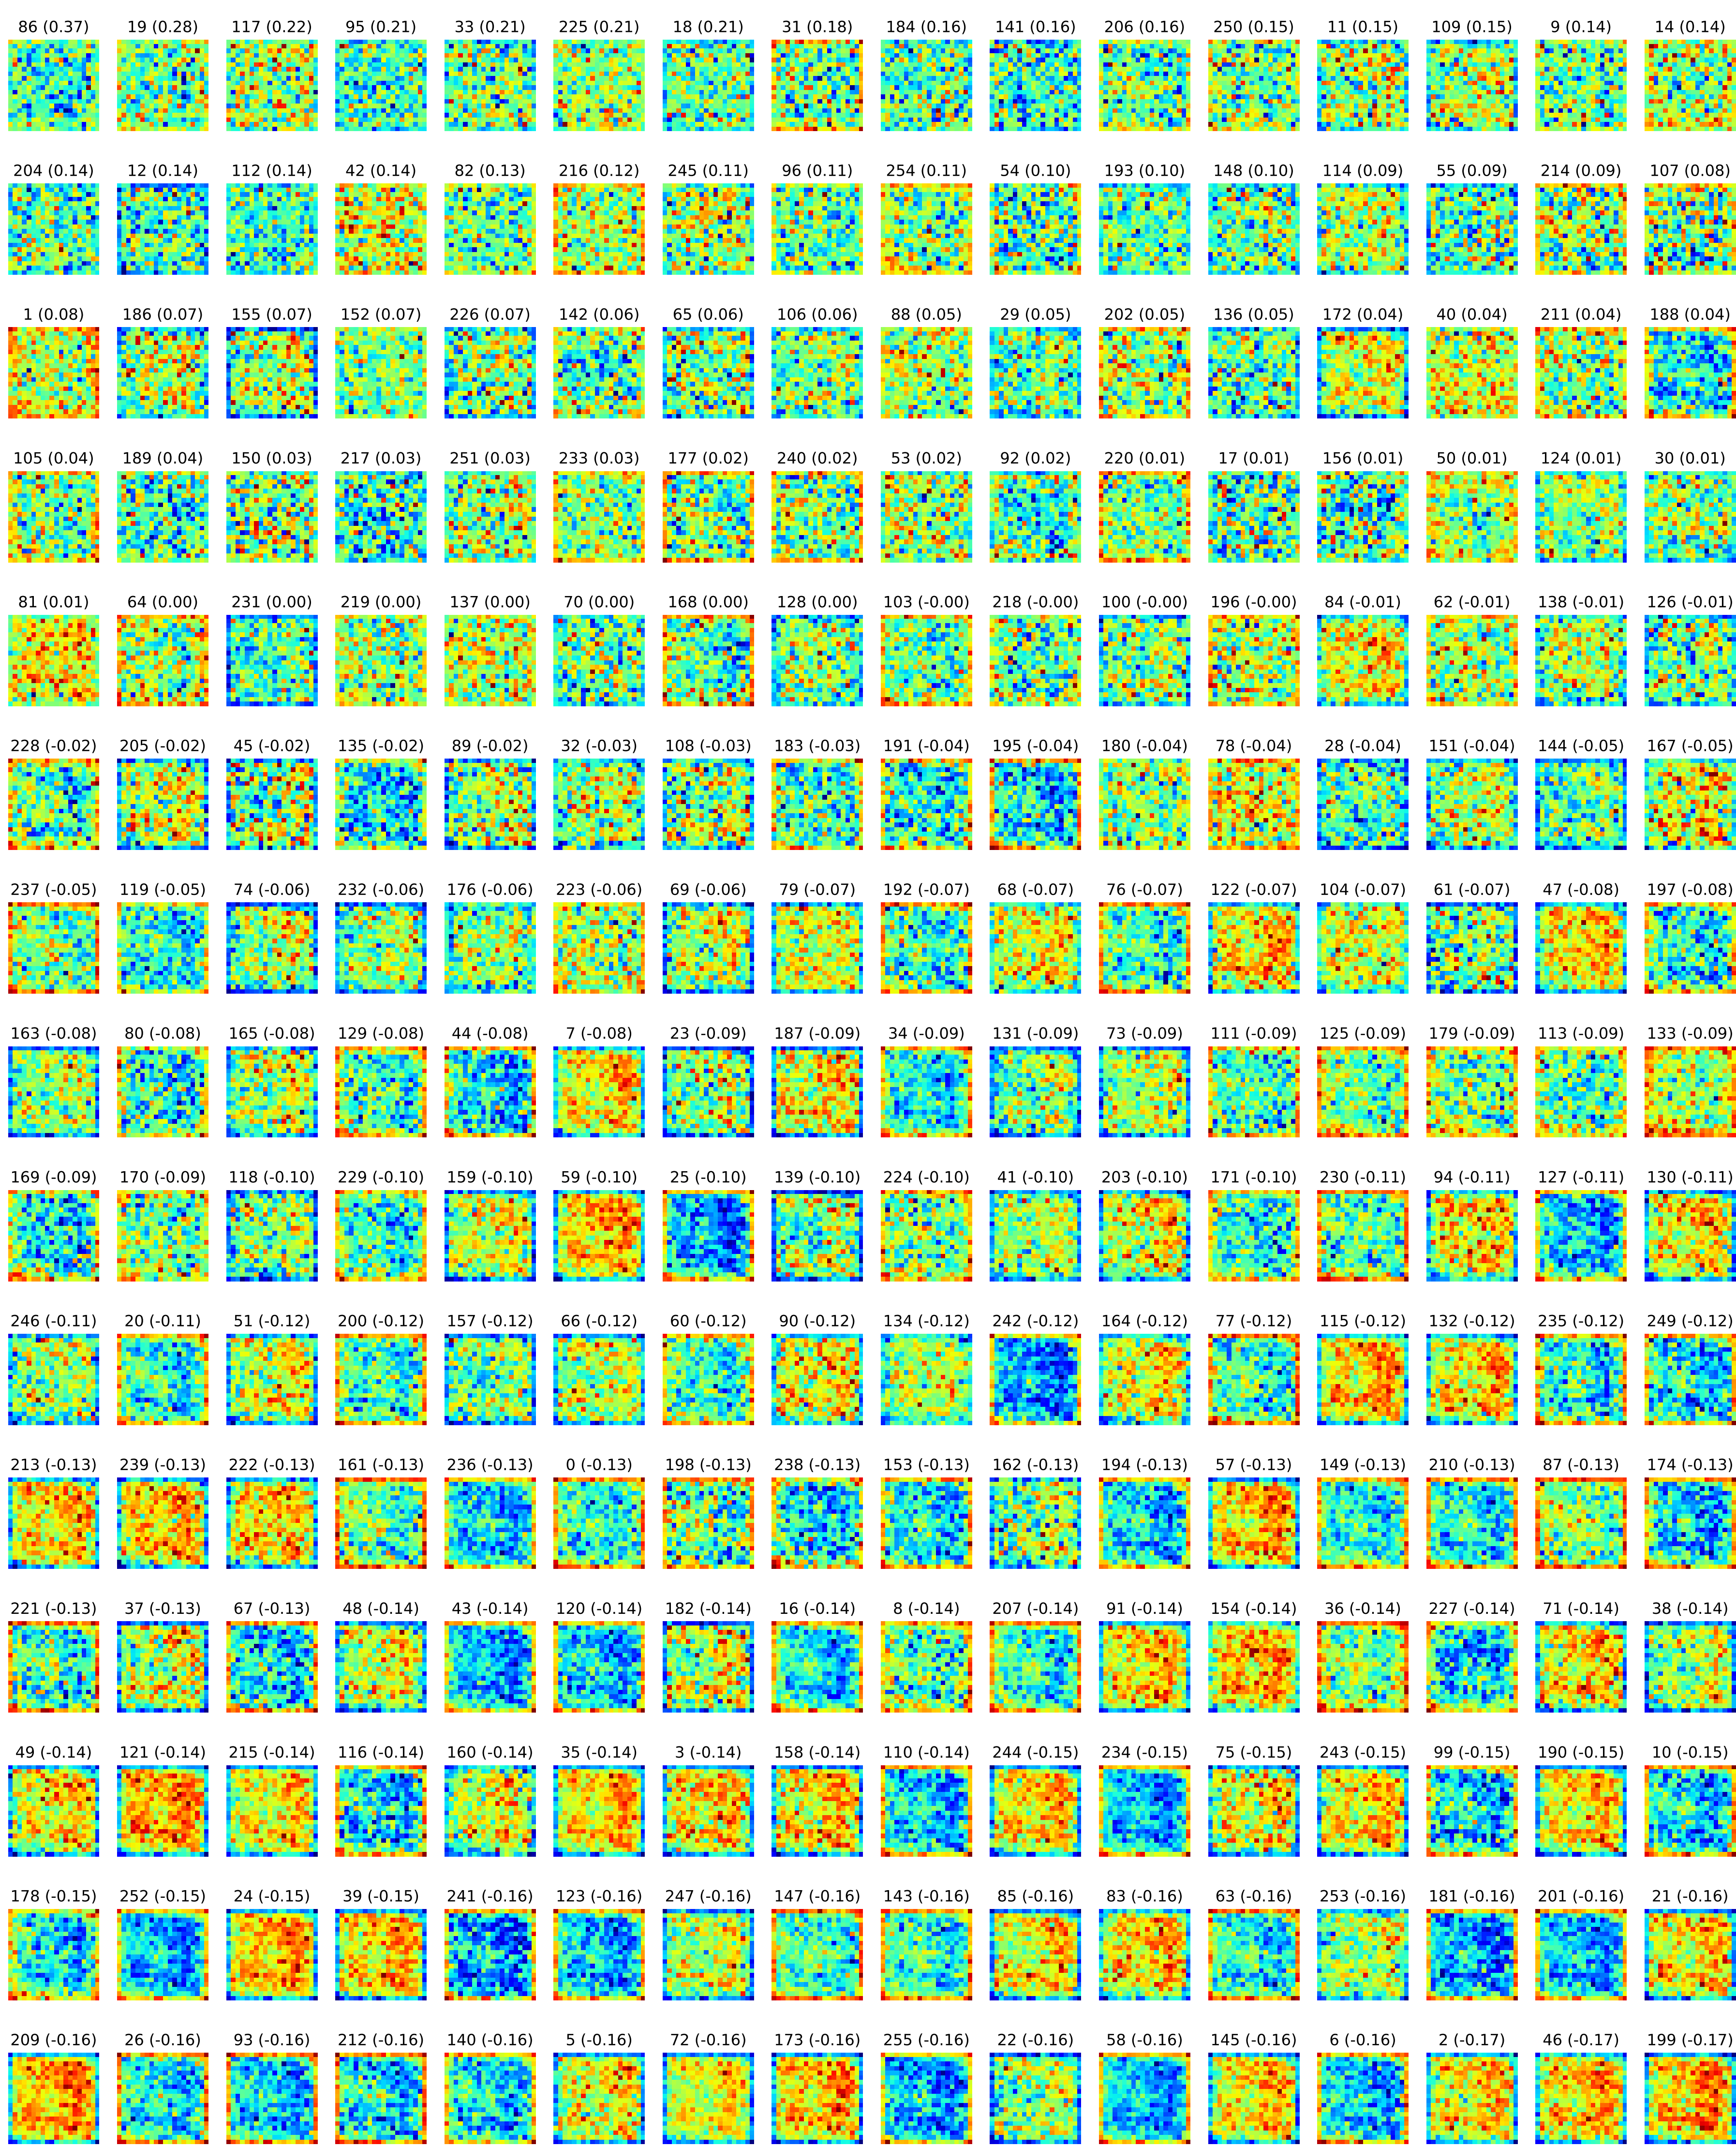 86 (0.37) 19 (0.28) 117 (0.22) 95 (0.21) 33 (0.21) 225 (0.21) 18 (0.21) 31 (0.18) 184 (0.16) 141 (0.16) 206 (0.16) 250 (0.15) 11 (0.15) 109 (0.15) 9 (0.14) 14 (0.14)
204 (0.14) 12 (0.14) 112 (0.14) 42 (0.14) 82 (0.13) 216 (0.12) 245 (0.11) 96 (0.11) 254 (0.11) 54 (0.10) 193 (0.10) 148 (0.10) 114 (0.09) 55 (0.09) 214 (0.09) 107 (0.08)
1 (0.08) 186 (0.07) 155 (0.07) 152 (0.07) 226 (0.07) 142 (0.06) 65 (0.06) 106 (0.06) 88 (0.05) 29 (0.05) 202 (0.05) 136 (0.05) 172 (0.04) 40 (0.04) 211 (0.04) 188 (0.04)
105 (0.04) 189 (0.04) 150 (0.03) 217 (0.03) 251 (0.03) 233 (0.03) 177 (0.02) 240 (0.02) 53 (0.02) 92 (0.02) 220 (0.01) 17 (0.01) 156 (0.01) 50 (0.01) 124 (0.01) 30 (0.01)
81 (0.01) 64 (0.00) 231 (0.00) 219 (0.00) 137 (0.00) 70 (0.00) 168 (0.00) 128 (0.00) 103 (-0.00) 218 (-0.00) 100 (-0.00) 196 (-0.00) 84 (-0.01) 62 (-0.01) 138 (-0.01) 126 (-0.01)
228 (-0.02) 205 (-0.02) 45 (-0.02) 135 (-0.02) 89 (-0.02) 32 (-0.03) 108 (-0.03) 183 (-0.03) 191 (-0.04) 195 (-0.04) 180 (-0.04) 78 (-0.04) 28 (-0.04) 151 (-0.04) 144 (-0.05) 167 (-0.05)
237 (-0.05) 119 (-0.05) 74 (-0.06) 232 (-0.06) 176 (-0.06) 223 (-0.06) 69 (-0.06) 79 (-0.07) 192 (-0.07) 68 (-0.07) 76 (-0.07) 122 (-0.07) 104 (-0.07) 61 (-0.07) 47 (-0.08) 197 (-0.08)
163 (-0.08) 80 (-0.08) 165 (-0.08) 129 (-0.08) 44 (-0.08) 7 (-0.08) 23 (-0.09) 187 (-0.09) 34 (-0.09) 131 (-0.09) 73 (-0.09) 111 (-0.09) 125 (-0.09) 179 (-0.09) 113 (-0.09) 133 (-0.09)
169 (-0.09) 170 (-0.09) 118 (-0.10) 229 (-0.10) 159 (-0.10) 59 (-0.10) 25 (-0.10) 139 (-0.10) 224 (-0.10) 41 (-0.10) 203 (-0.10) 171 (-0.10) 230 (-0.11) 94 (-0.11) 127 (-0.11) 130 (-0.11)
246 (-0.11) 20 (-0.11) 51 (-0.12) 200 (-0.12) 157 (-0.12) 66 (-0.12) 60 (-0.12) 90 (-0.12) 134 (-0.12) 242 (-0.12) 164 (-0.12) 77 (-0.12) 115 (-0.12) 132 (-0.12) 235 (-0.12) 249 (-0.12)
213 (-0.13) 239 (-0.13) 222 (-0.13) 161 (-0.13) 236 (-0.13) 0 (-0.13) 198 (-0.13) 238 (-0.13) 153 (-0.13) 162 (-0.13) 194 (-0.13) 57 (-0.13) 149 (-0.13) 210 (-0.13) 87 (-0.13) 174 (-0.13)
221 (-0.13) 37 (-0.13) 67 (-0.13) 48 (-0.14) 43 (-0.14) 120 (-0.14) 182 (-0.14) 16 (-0.14) 8 (-0.14) 207 (-0.14) 91 (-0.14) 154 (-0.14) 36 (-0.14) 227 (-0.14) 71 (-0.14) 38 (-0.14)
49 (-0.14) 121 (-0.14) 215 (-0.14) 116 (-0.14) 160 (-0.14) 35 (-0.14) 3 (-0.14) 158 (-0.14) 110 (-0.14) 244 (-0.15) 234 (-0.15) 75 (-0.15) 243 (-0.15) 99 (-0.15) 190 (-0.15) 10 (-0.15)
178 (-0.15) 252 (-0.15) 24 (-0.15) 39 (-0.15) 241 (-0.16) 123 (-0.16) 247 (-0.16) 147 (-0.16) 143 (-0.16) 85 (-0.16) 83 (-0.16) 63 (-0.16) 253 (-0.16) 181 (-0.16) 201 (-0.16) 21 (-0.16)
209 (-0.16) 26 (-0.16) 93 (-0.16) 212 (-0.16) 140 (-0.16) 5 (-0.16) 72 (-0.16) 173 (-0.16) 255 (-0.16) 22 (-0.16) 58 (-0.16) 145 (-0.16) 6 (-0.16) 2 (-0.17) 46 (-0.17) 199 (-0.17)